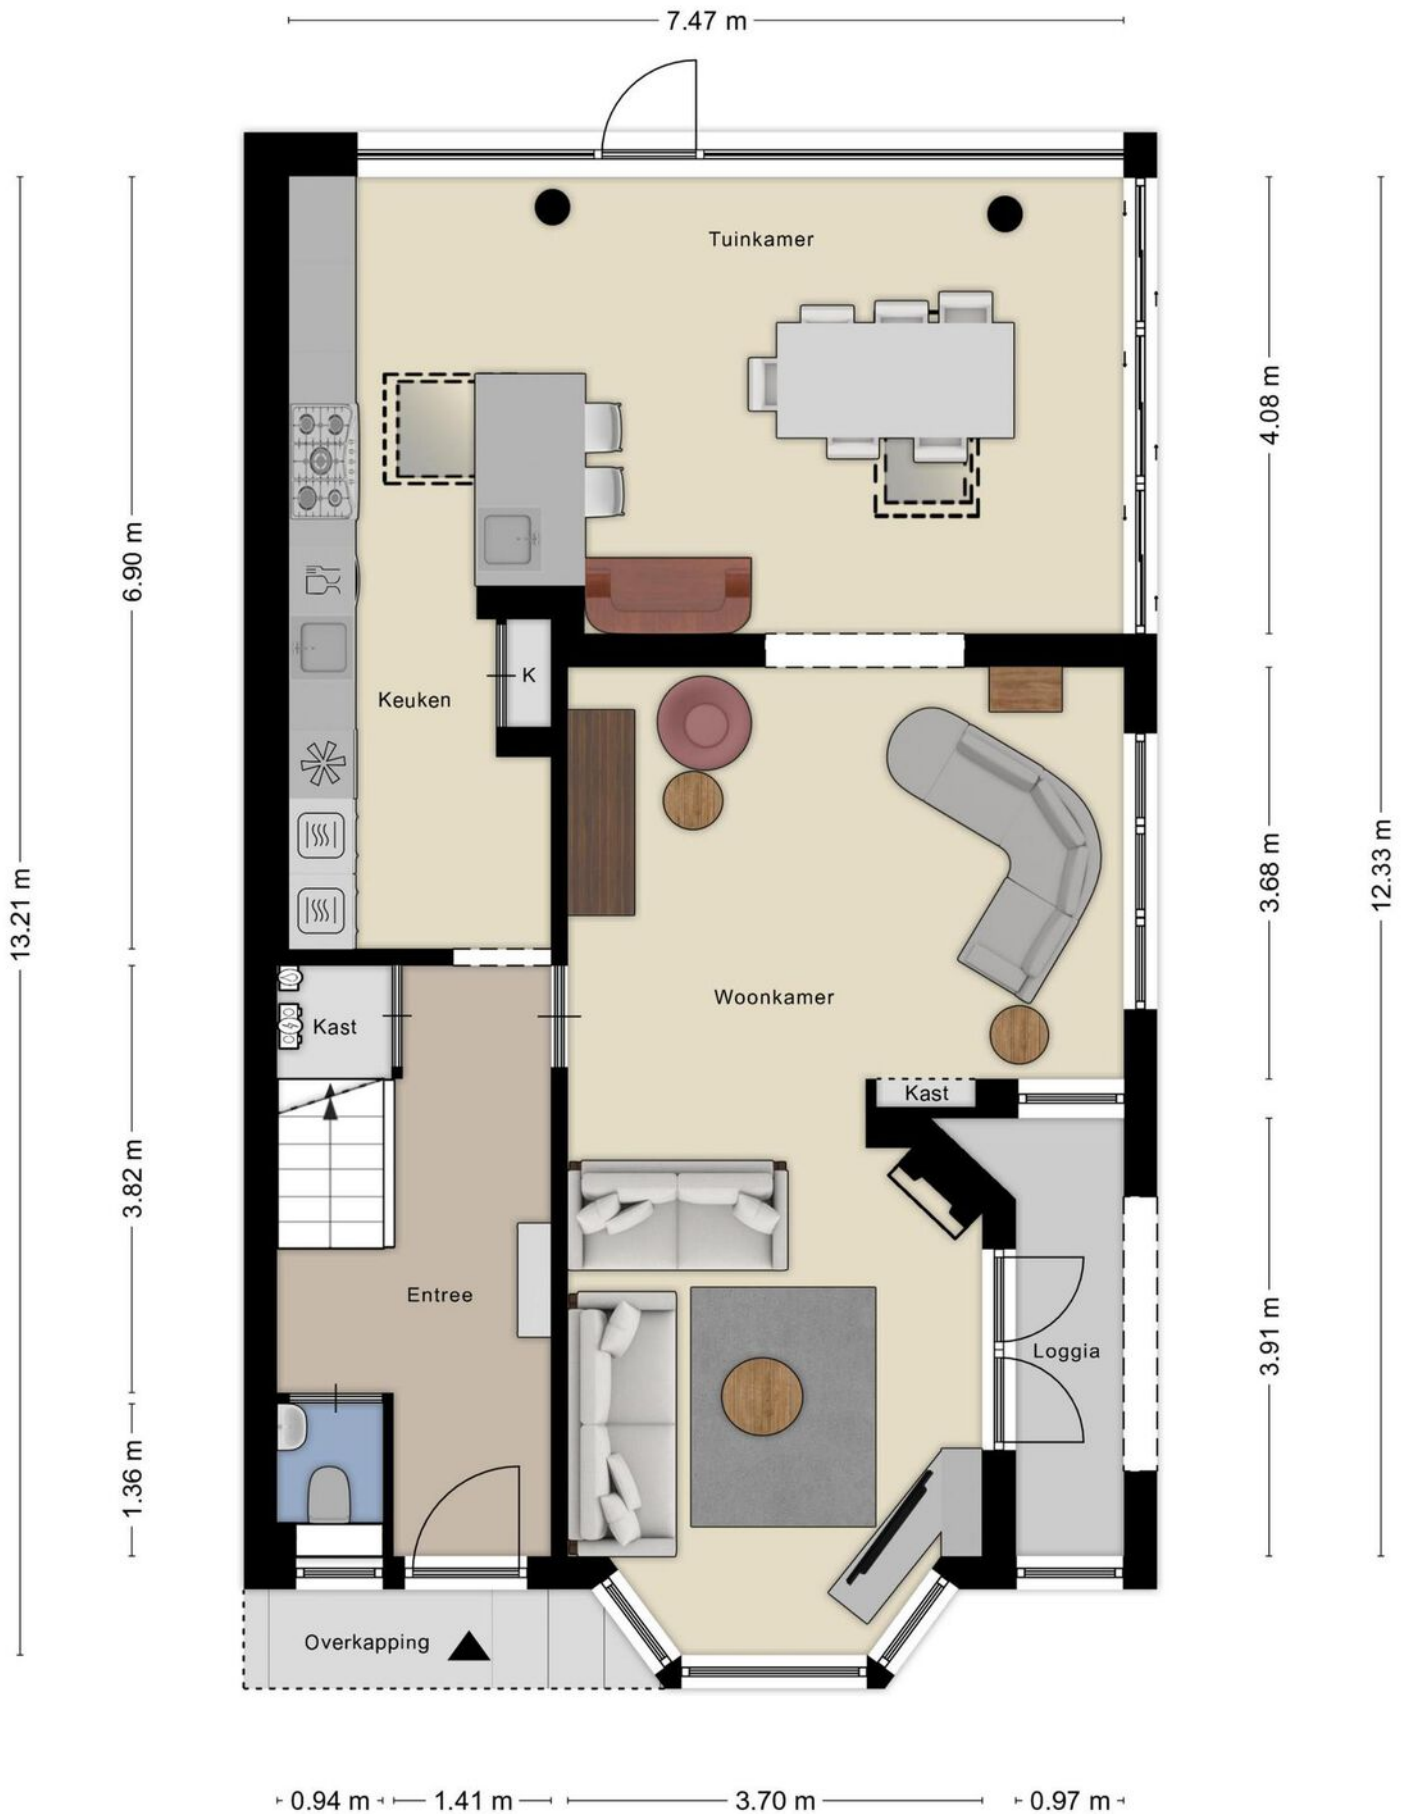 7.47 m
Tuinkamer
4.08 m
6.90 m
K
Keuken
13.21 m
12.33 m
3.68 m
Woonkamer
Kast
Kast
3.82 m
Entree
Loggia
3.91 m
1.36 m
Overkapping
0.94 m
1.41 m
3.70 m
0.97 m